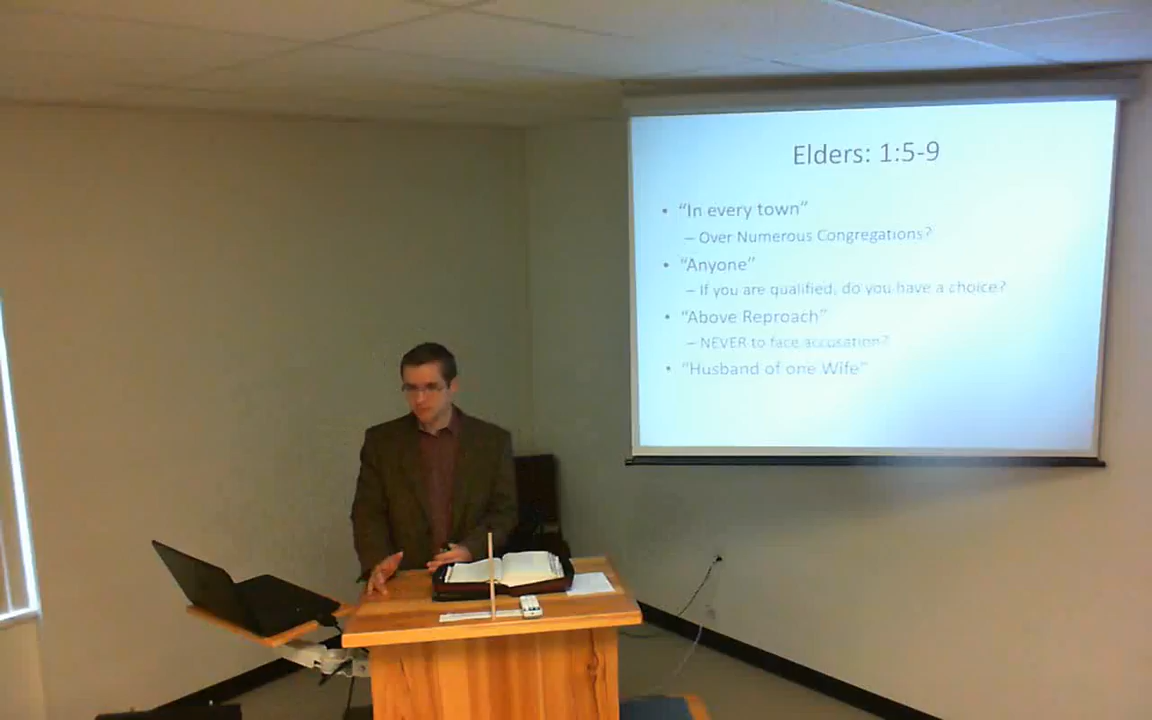 Elders: 1:5-9
• “In every town”
– Over Numerous Congregations?
• “Anyone”
– If you are qualified, do you have a choice?
• “Above Reproach”
– NEVER to face accusation?
• “Husband of one Wife”